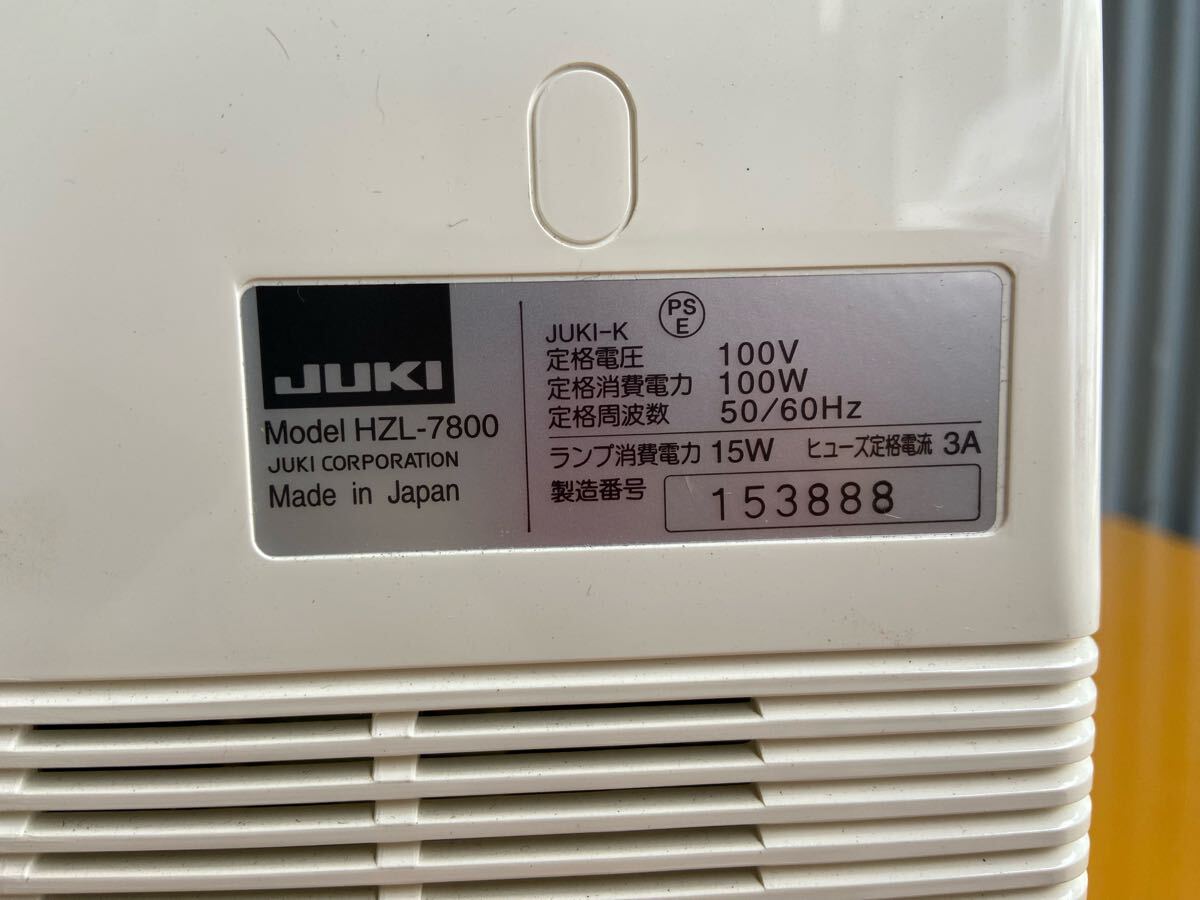 JUKI
Model HZL-7800
JUKI CORPORATION
Made in Japan
JUKI-K
PS
E
定格電圧 100V
定格消費電力 100W
定格周波数 50/60Hz
ランプ消費電力 15W ヒューズ定格電流 3A
製造番号 153888